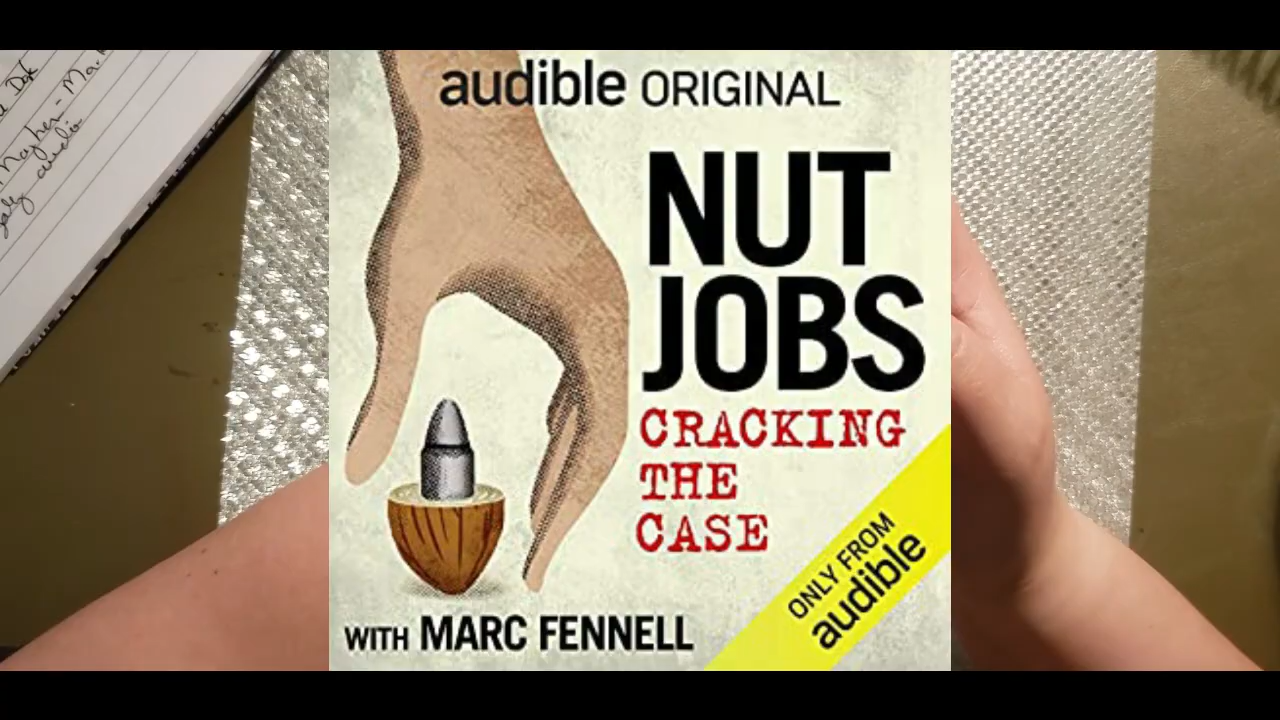 audible ORIGINAL
NUT
JOBS
CRACKING
THE
CASE
ONLY FROM
audible
WITH MARC FENNELL